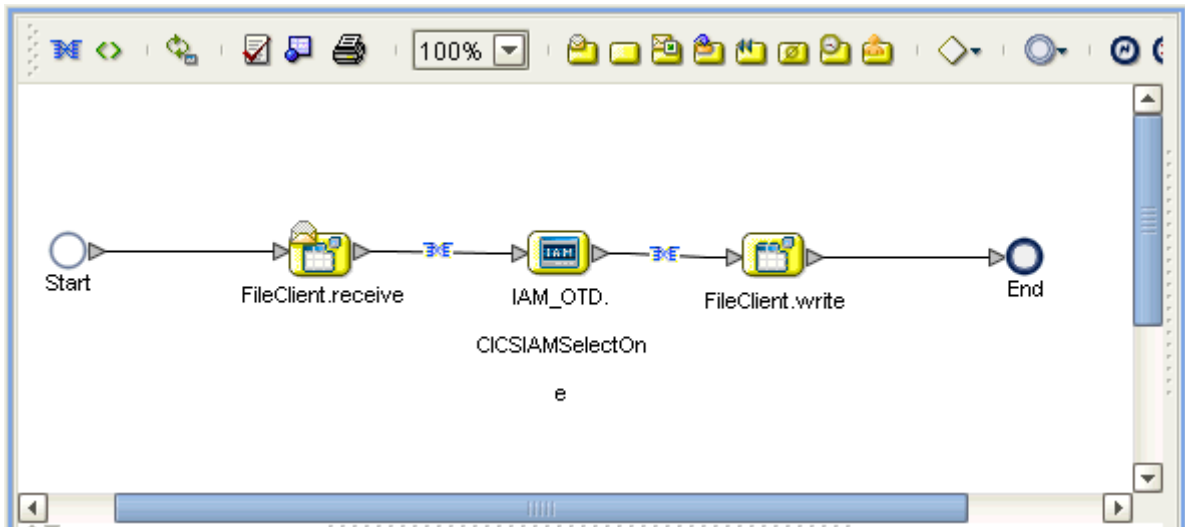 100%
Start
FileClient.receive
IAM
IAM_OTD.
CICSIAMSelectOn
e
FileClient.write
End